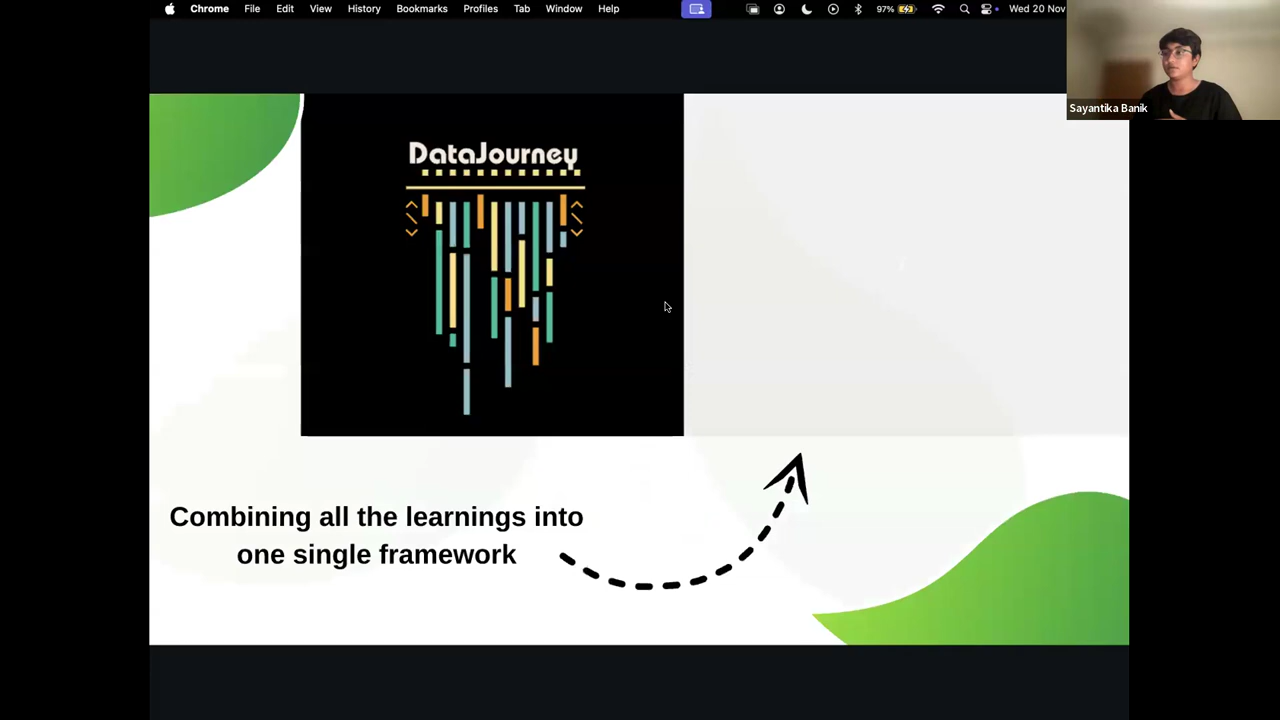 Chrome File Edit View History Bookmarks Profiles Tab Window Help 97% Wed 20 Nov
Sayantika Banik
DataJourney
Combining all the learnings into
one single framework